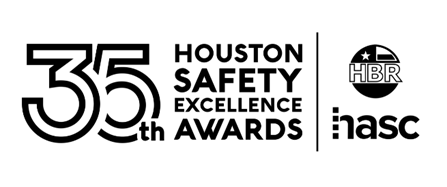 35th
HOUSTON
SAFETY
EXCELLENCE
AWARDS
HBR
hasc